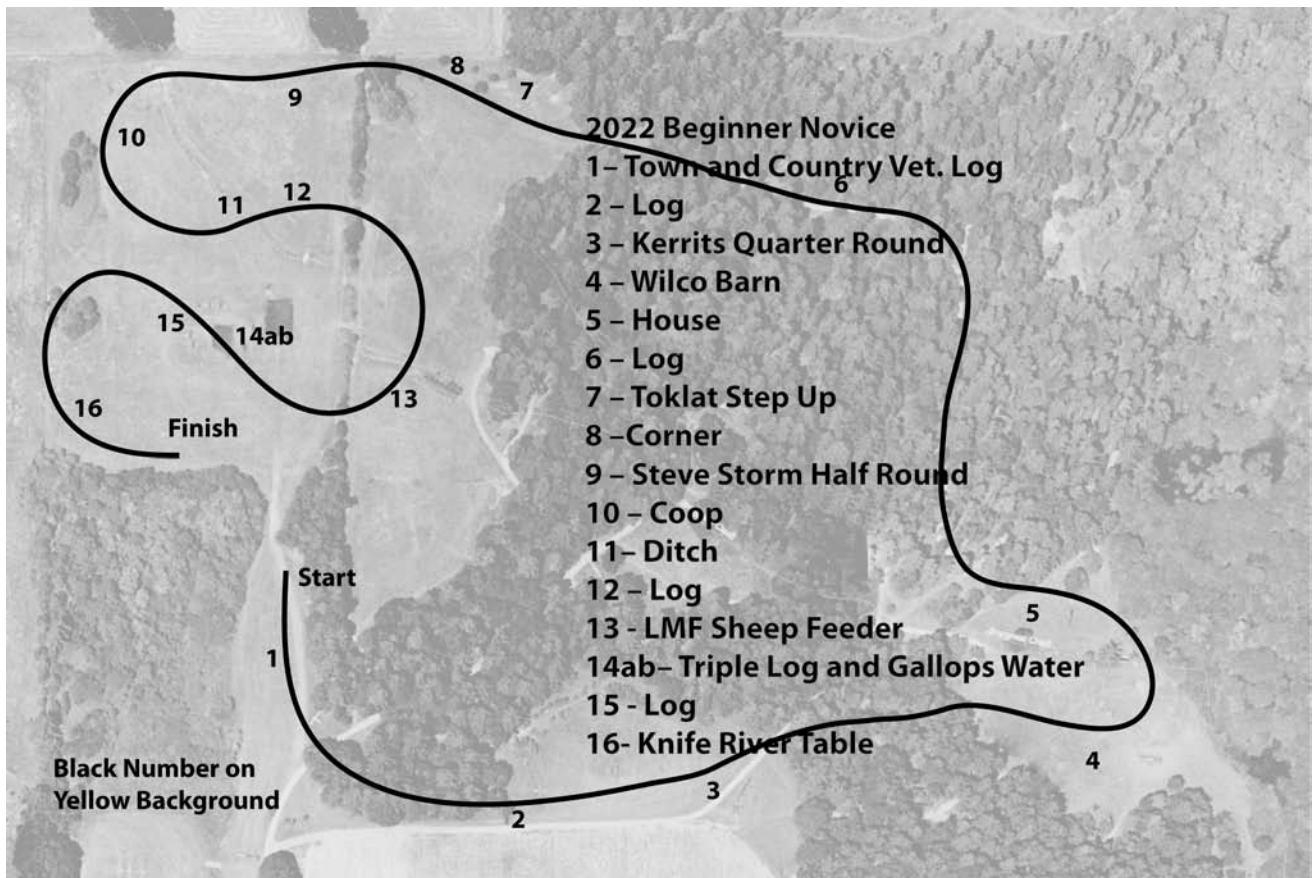 8
7
9
10
2022 Beginner Novice
1– Town and Country Vet. Log
6
12
11
2 – Log
3 – Kerrits Quarter Round
4 – Wilco Barn
5 – House
15
14ab
6 – Log
7 – Toklat Step Up
13
16
Finish
8 –Corner
9 – Steve Storm Half Round
10 – Coop
11– Ditch
Start
12 – Log
5
13 - LMF Sheep Feeder
1
14ab– Triple Log and Gallops Water
15 - Log
16- Knife River Table
4
Black Number on
Yellow Background
3
2